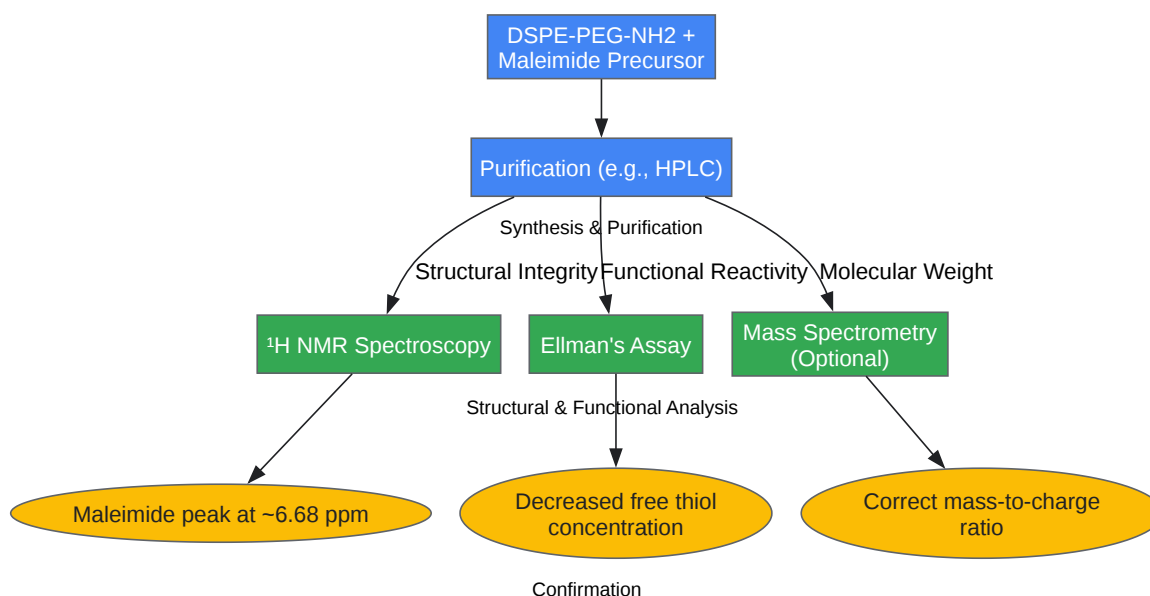 DSPE-PEG-NH2 +
Maleimide Precursor
Purification (e.g., HPLC)
Synthesis & Purification
Structural Integrity
Functional Reactivity
Molecular Weight
¹H NMR Spectroscopy
Ellman's Assay
Mass Spectrometry
(Optional)
Structural & Functional Analysis
Maleimide peak at ~6.68 ppm
Decreased free thiol
concentration
Correct mass-to-charge
ratio
Confirmation